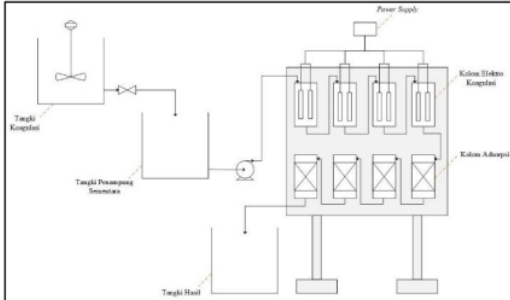 Power Supply
Kolom Elektro
Koagulasi
Tangki
Koagulasi
Kolom Adsorpsi
Tangki Penampung
Sementara
Tangki Hasil